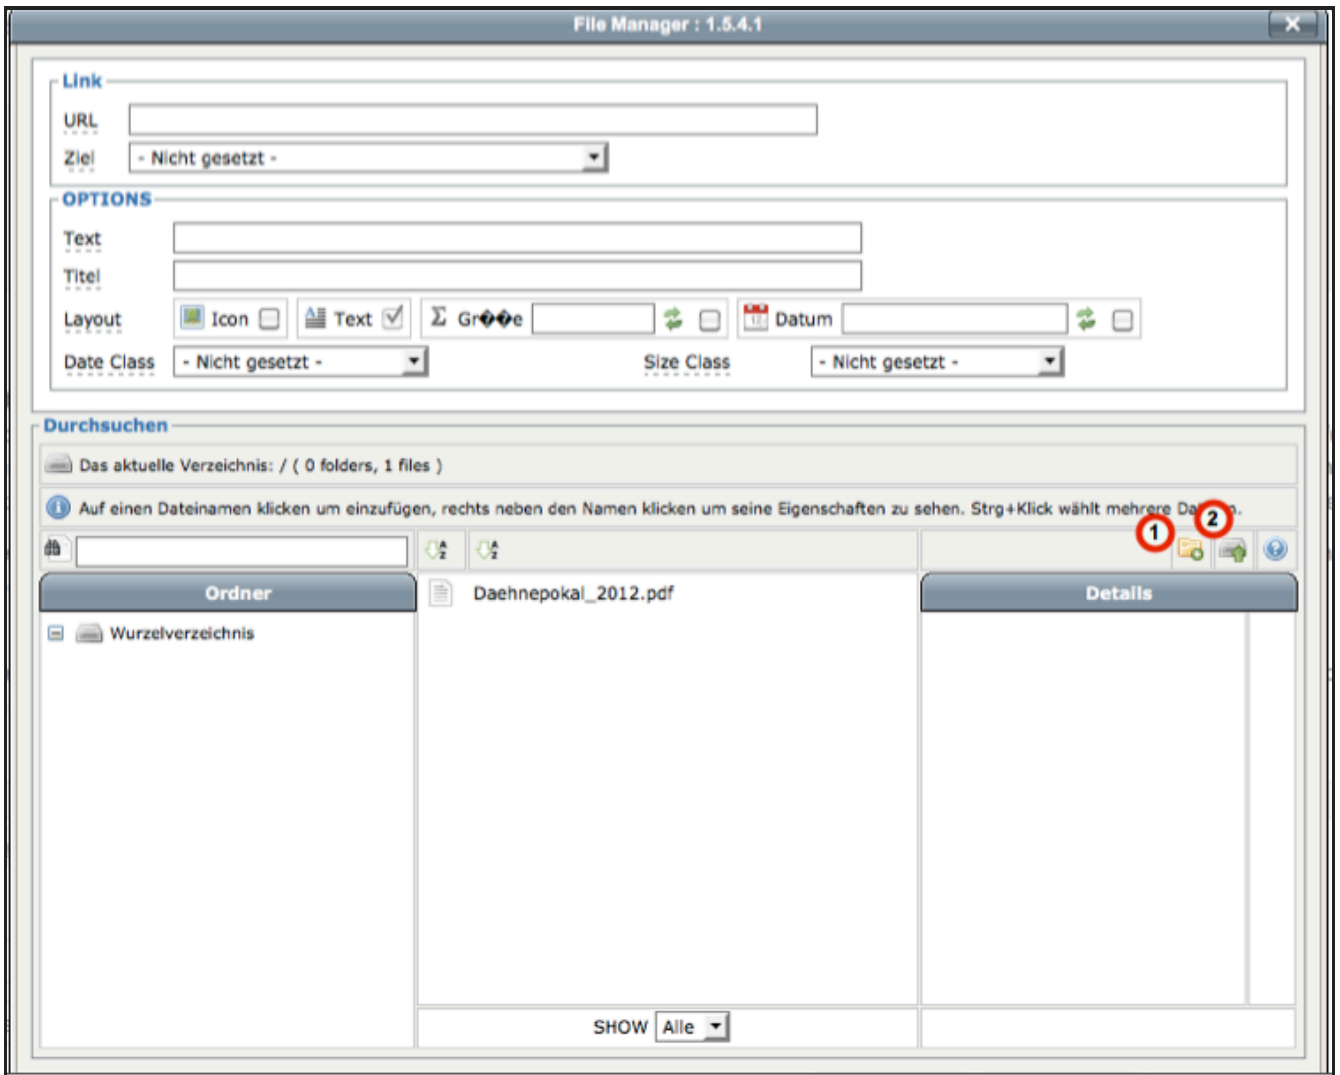 File Manager : 1.5.4.1
Link
URL
Ziel - Nicht gesetzt -
OPTIONS
Text
Titel
Layout Icon Text Σ Gr��e Datum
Date Class - Nicht gesetzt - Size Class - Nicht gesetzt -
Durchsuchen
Das aktuelle Verzeichnis: / ( 0 folders, 1 files )
Auf einen Dateinamen klicken um einzufügen, rechts neben den Namen klicken um seine Eigenschaften zu sehen. Strg+Klick wählt mehrere
1 2
Ordner Daehnepokal_2012.pdf Details
Wurzelverzeichnis
SHOW Alle